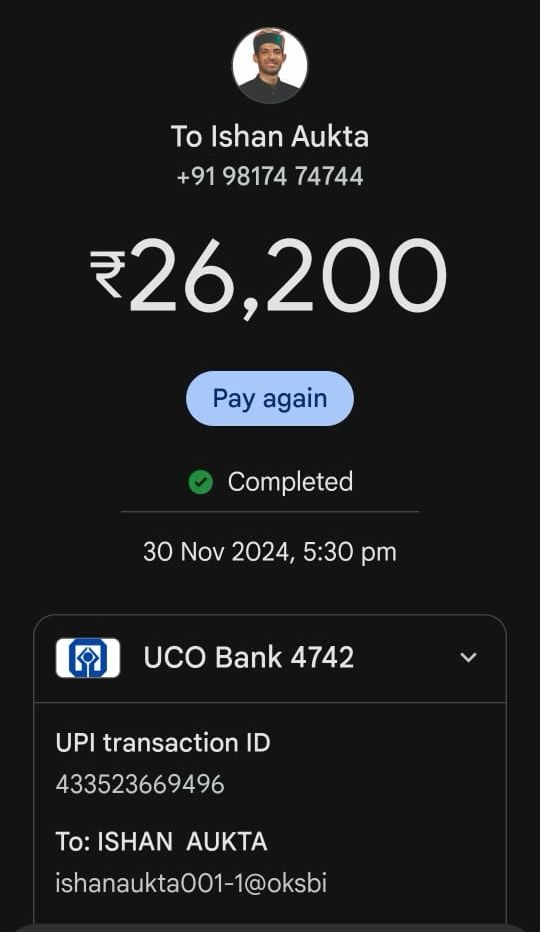 To Ishan Aukta
+91 98174 74744
₹26,200
Pay again
Completed
30 Nov 2024, 5:30 pm
UCO Bank 4742
UPI transaction ID
433523669496
To: ISHAN AUKTA
ishanaukta001-1@oksbi